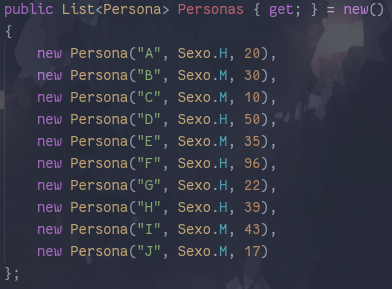 public List<Persona> Personas { get; } = new()
{
new Persona("A", Sexo.H, 20),
new Persona("B", Sexo.M, 30),
new Persona("C", Sexo.M, 10),
new Persona("D", Sexo.H, 50),
new Persona("E", Sexo.M, 35),
new Persona("F", Sexo.H, 96),
new Persona("G", Sexo.H, 22),
new Persona("H", Sexo.H, 39),
new Persona("I", Sexo.M, 43),
new Persona("J", Sexo.M, 17)
};